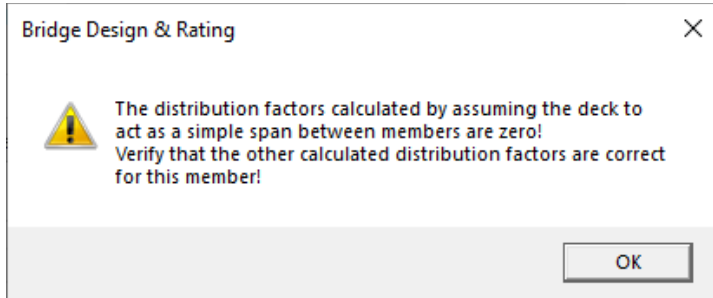 Bridge Design & Rating
The distribution factors calculated by assuming the deck to
act as a simple span between members are zero!
Verify that the other calculated distribution factors are correct
for this member!
OK